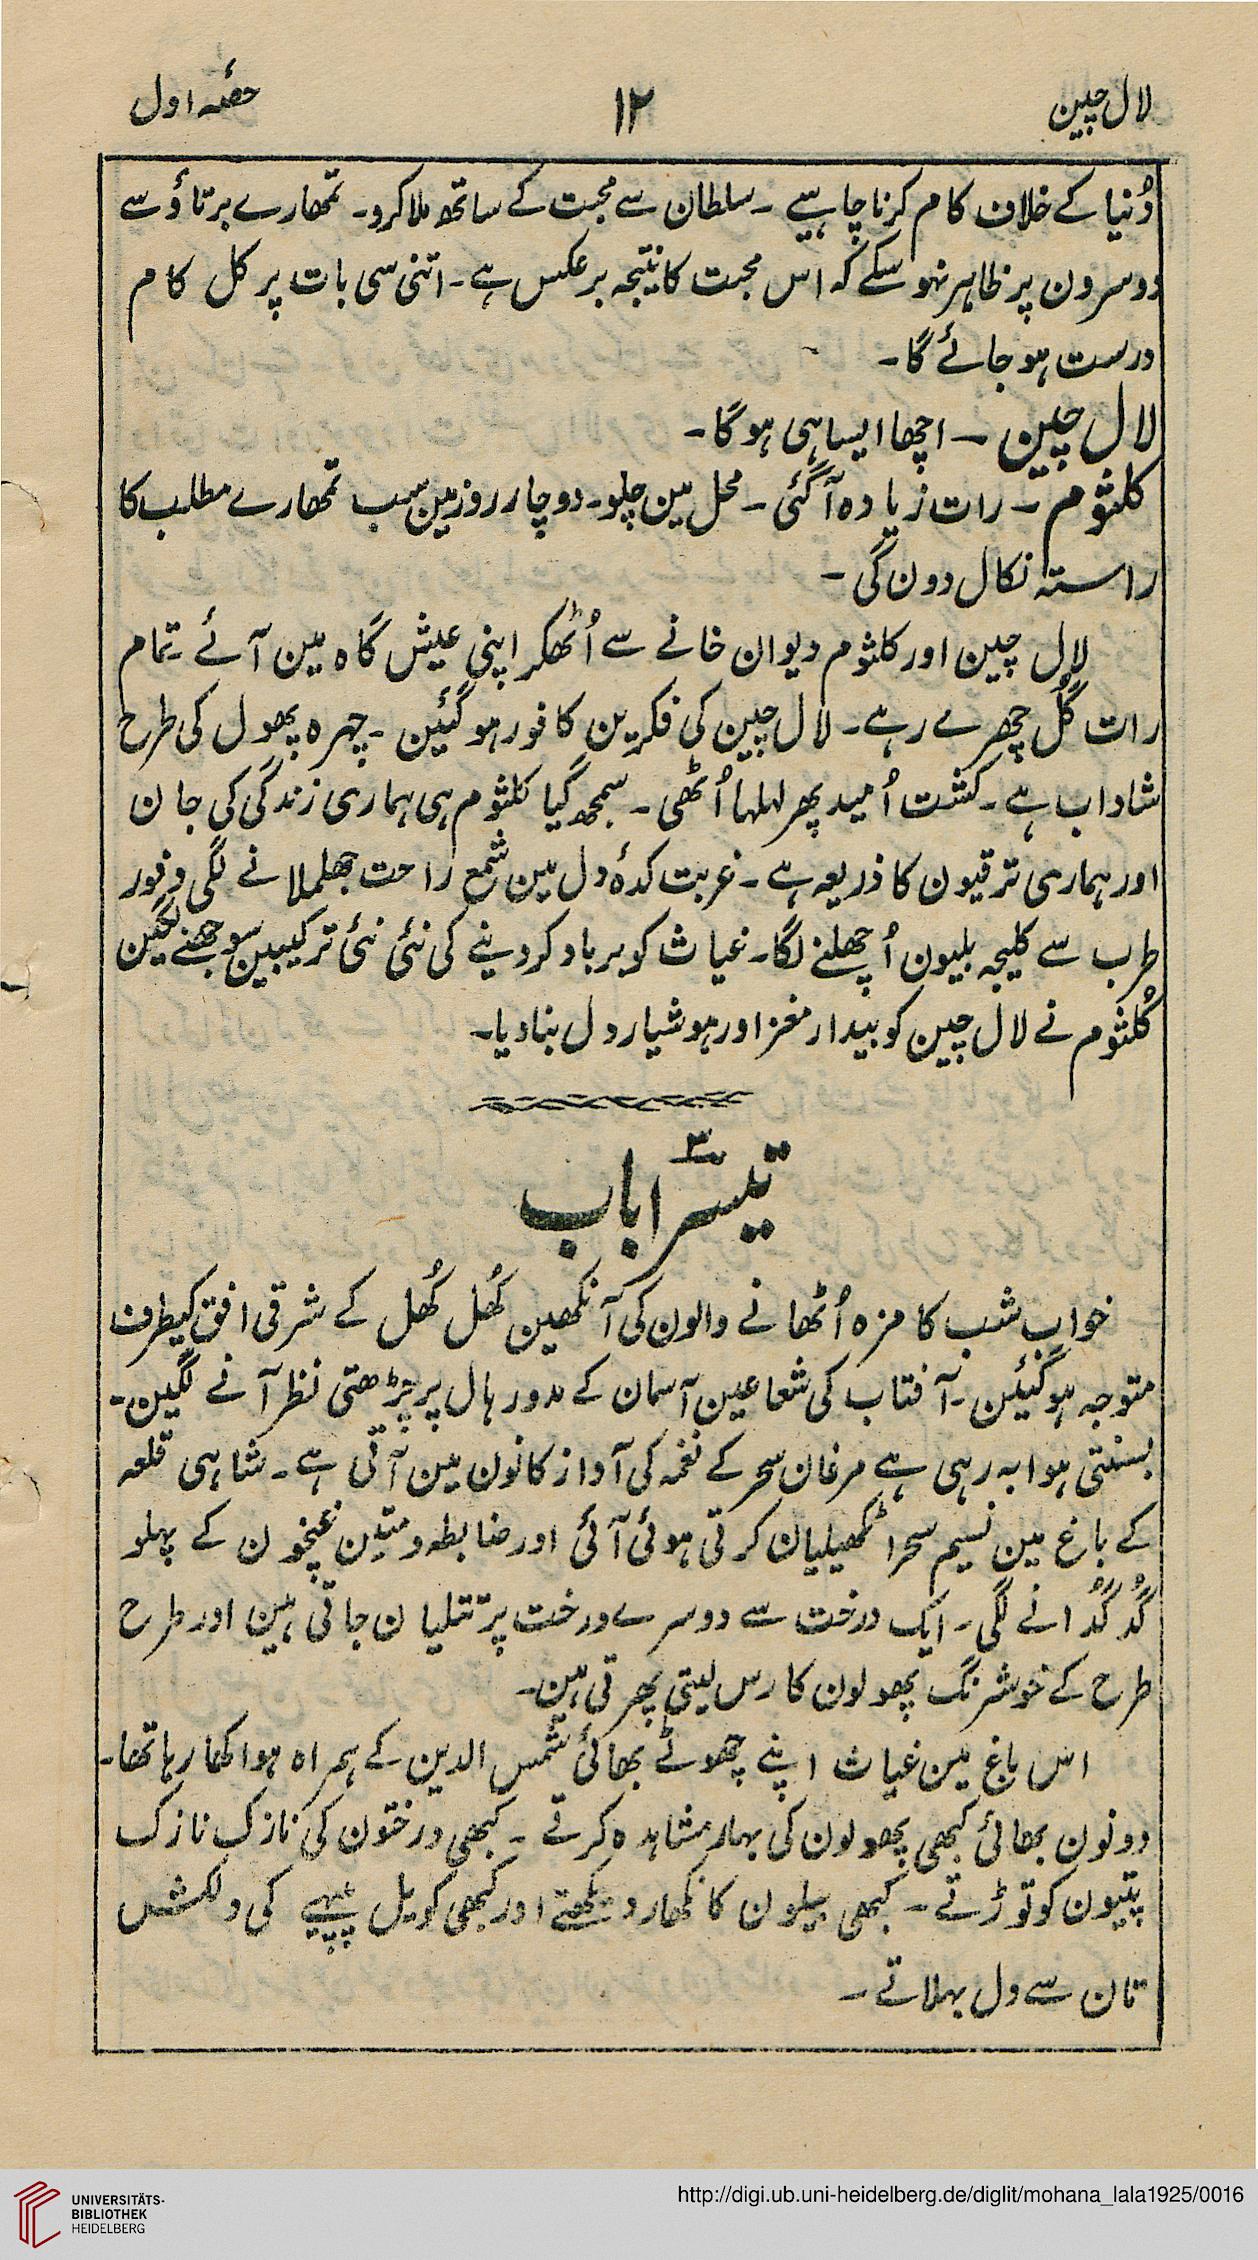 لال چین
۱۲
حصّہ اول
دُنیا کے خلاف کام کرنا چاہیے ۔ سلطان سے محبت کے ساتھ ملا کرو۔ تمھارے برتاؤ سے
دوسرون پر ظاہر نہو سکے کہ اس محبت کا نتیجہ برعکس ہے ۔ اتنی سی بات پر کل کام
درست ہو جائے گا ۔
لال چین ۔ اچھا ایسا ہی ہو گا ۔
کلثوم ۔ رات زیادہ آ گئی ۔ محل مین چلو۔ دو چار روز مین سب تمھارے مطلب کا
راستہ نکال دون گی ۔
لال چین اور کلثوم دیوان خانے سے اُٹھکر اپنی عیش گاہ مین آئے تمام
رات گُل چھرے رہے ۔ لال چین کی فکرین کافور ہو گئین ۔ چہرہ پھول کی طرح
شاداب ہے ۔ کشت اُمید پھر لہلہا اُٹھی ۔ سمجھ گیا کلثوم ہی ہماری زندگی کی جان
اور ہماری ترقیون کا ذریعہ ہے ۔ غربت کدۂ دل مین شمع راحت جھلملانے لگی وفور
طرب سے کلیجہ بلیون اُچھلنے لگا۔ غیاث کو برباد کر دینے کی نئی نئی ترکیبین سوجھنے لگین
کُلثوم نے لال چین کو بیدار مغز اور ہوشیار دل بنا دیا ۔
۳
تیسرا باب
خواب شب کا مزہ اُٹھانے والون کی آنکھین کُھل کُھل کے شرقی افق کیطرف
متوجہ ہو گئین ۔ آفتاب کی شعاعین آسمان کے مدور ہال پر چڑھتی نظر آنے لگین ۔
بسنتی ہوا بہ رہی ہے مرغان سحر کے نغمہ کی آواز کانون مین آتی ہے ۔ شاہی قلعہ
کے باغ مین نسیم سحر اٹکھیلیان کرتی ہوئی آئی اور ضابطہ و متین غنچون کے پہلو
گُدگُدانے لگی ۔ ایک درخت سے دوسرے درخت پر تتلیان جاتی ہین اور طرح
طرح کے خوشرنگ پھولون کا رس لیتی پھرتی ہین ۔
اس باغ مین غیاث اپنے چھوٹے بھائی شمس الدین کے ہمراہ ہوا کھا رہا تھا ۔
دونون بھائی کبھی پھولون کی بہار مشاہدہ کرتے ۔ کبھی درختون کی نازک نازک
پتیون کو توڑتے ۔ کبھی بیلون کا نکھار دیکھتے اور کبھی کویل پپیہے کی دلکش
تان سے دل بہلاتے ۔
UNIVERSITÄTS-
BIBLIOTHEK
HEIDELBERG
http://digi.ub.uni-heidelberg.de/diglit/mohana_lala1925/0016